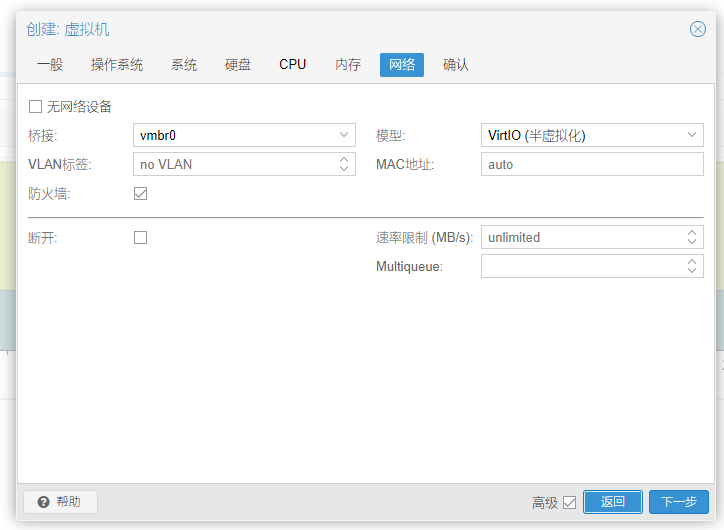 创建: 虚拟机
一般 操作系统 系统 硬盘 CPU 内存 网络 确认
无网络设备
桥接: vmbr0 模型: VirtIO (半虚拟化)
VLAN标签: no VLAN MAC地址: auto
防火墙:
断开: 速率限制 (MB/s): unlimited
Multiqueue:
帮助 高级 返回 下一步